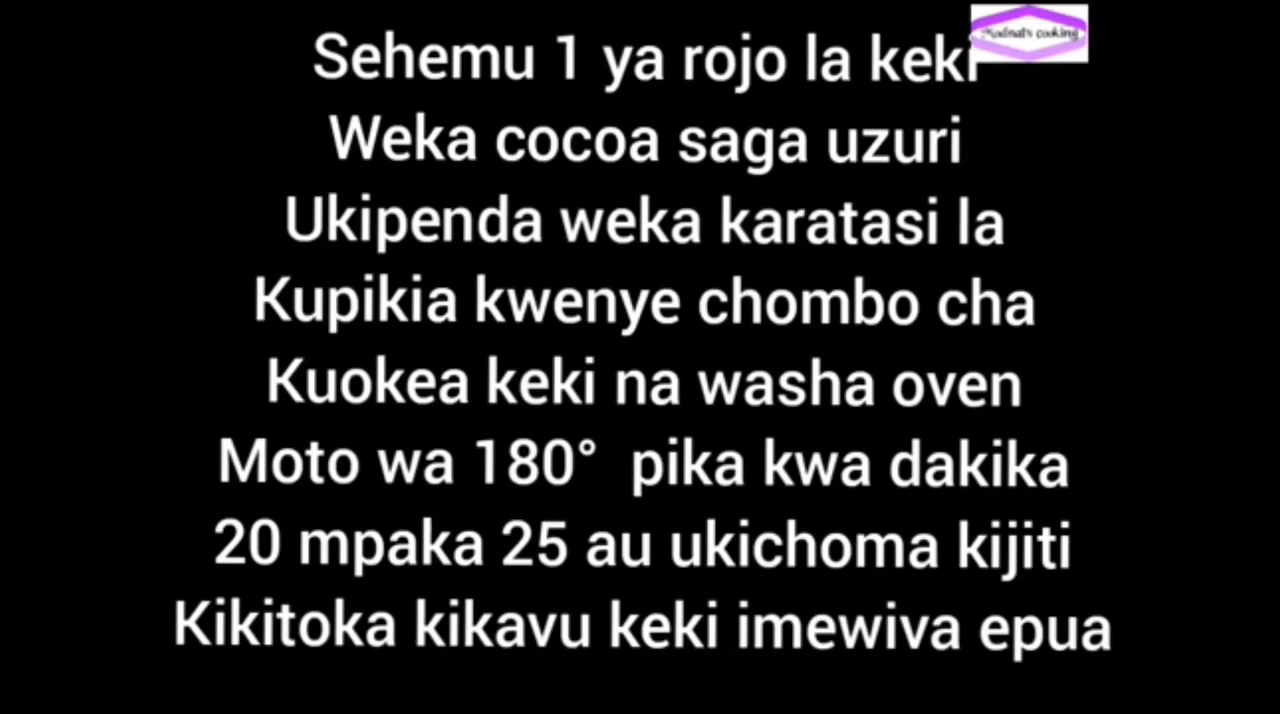 Sehemu 1 ya rojo la keki
Weka cocoa saga uzuri
Ukipenda weka karatasi la
Kupikia kwenye chombo cha
Kuokea keki na washa oven
Moto wa 180° pika kwa dakika
20 mpaka 25 au ukichoma kijiti
Kikitoka kikavu keki imewiva epua
cooking